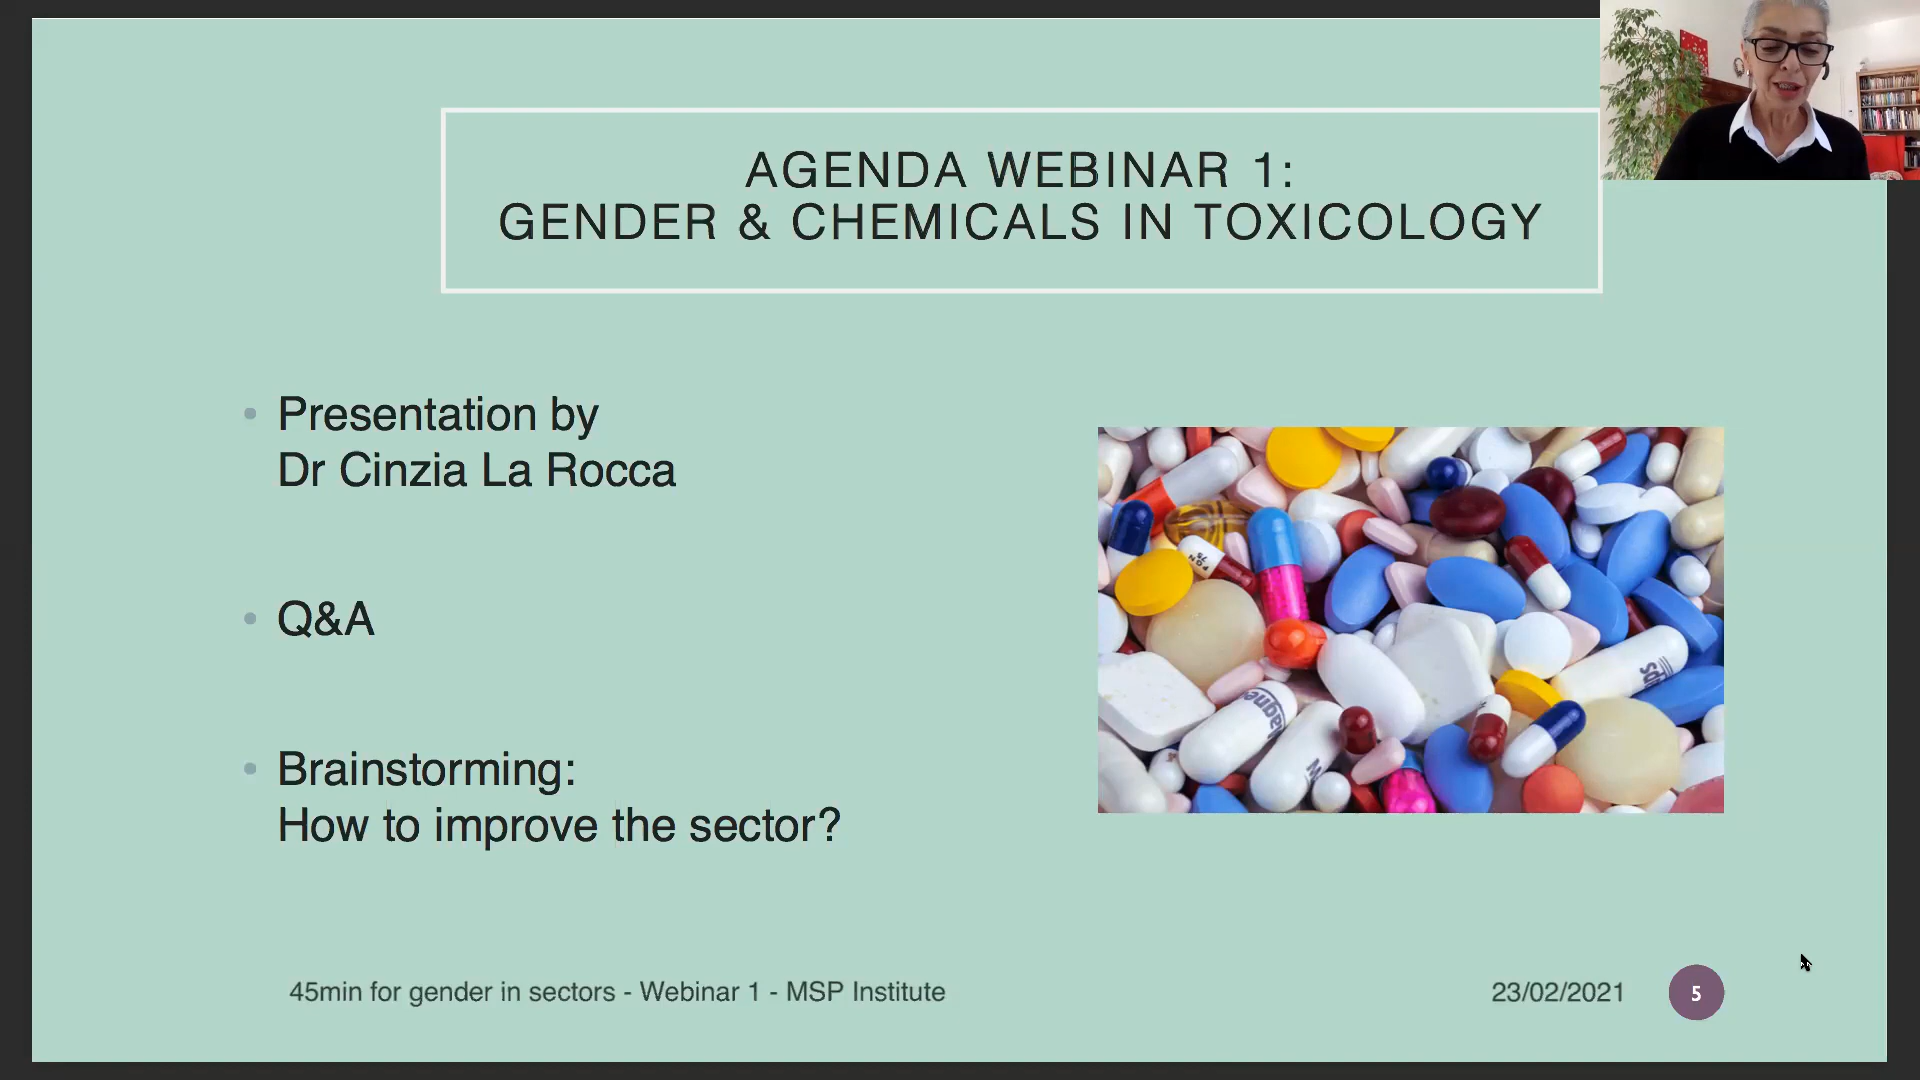 AGENDA WEBINAR 1:
GENDER & CHEMICALS IN TOXICOLOGY
Presentation by
Dr Cinzia La Rocca
Q&A
Brainstorming:
How to improve the sector?
45min for gender in sectors - Webinar 1 - MSP Institute
23/02/2021
5